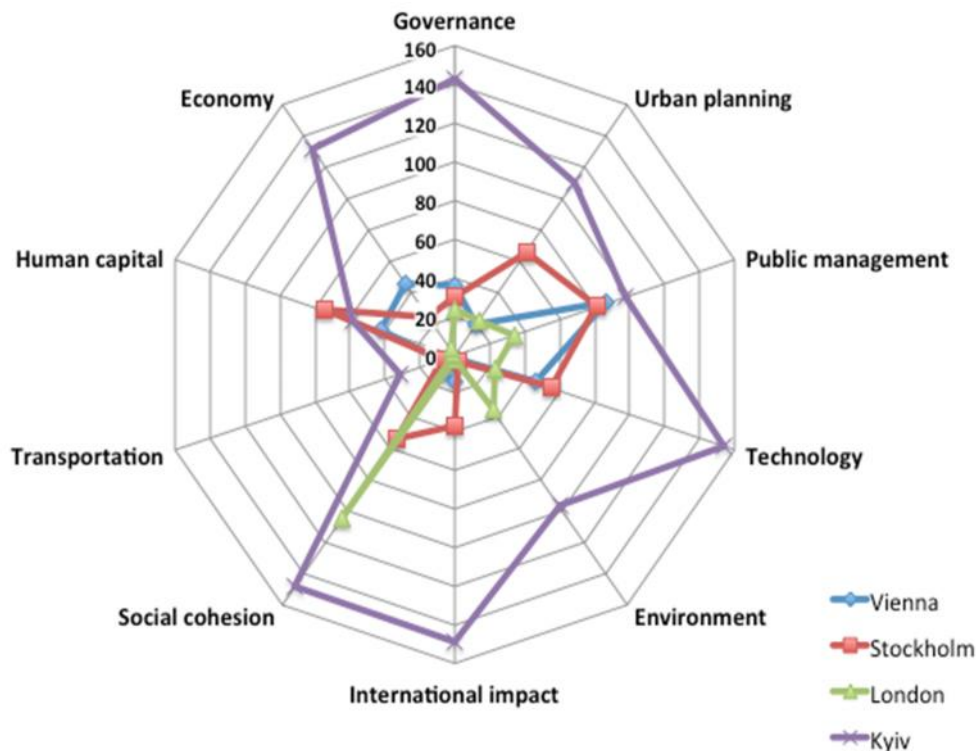 Governance
160
140
120
100
80
60
40
20
0
Economy
Urban planning
Human capital
Public management
Transportation
Technology
Social cohesion
Environment
International impact
Vienna
Stockholm
London
Kyiv